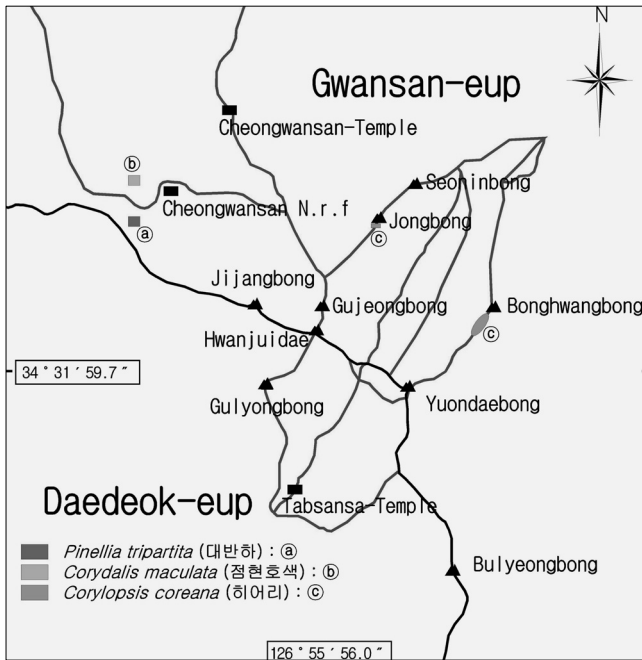 N
Gwansan-eup
Cheongwansan-Temple
ⓑ
Seoninbong
Cheongwansan N.r.f
Jongbong
ⓐ
ⓒ
Jijangbong
Gujeongbong
Bonghwangbong
Hwanjuidae
ⓒ
34 ° 31 ′ 59.7 ″
Gulyongbong
Yuondaebong
Daedeok-eup
Tabsansa-Temple
Pinellia tripartita (대반하) : ⓐ
Corydalis maculata (점현호색) : ⓑ
Bulyeongbong
Corylopsis coreana (히어리) : ⓒ
126 ° 55 ′ 56.0 ″